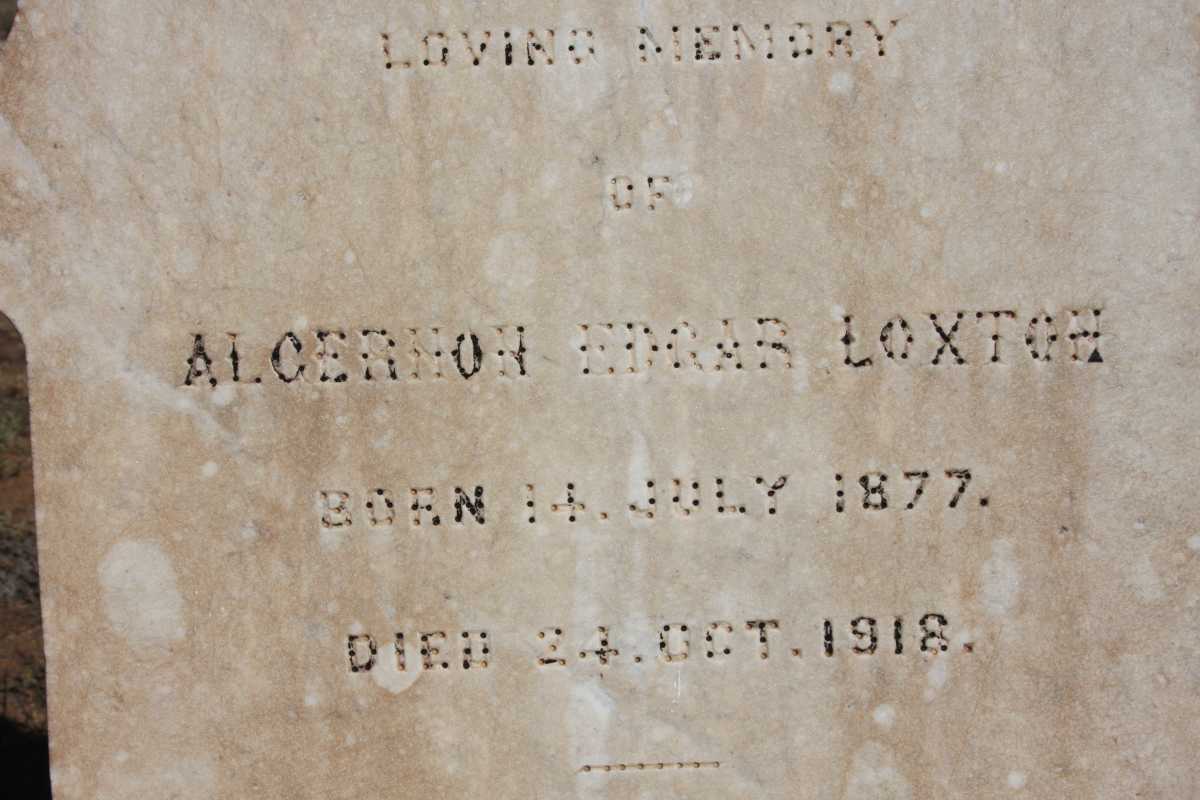 LOVING MEMORY
OF
ALGERNON EDGAR LOXTON
BORN 14. JULY 1877.
DIED 24. OCT. 1918.